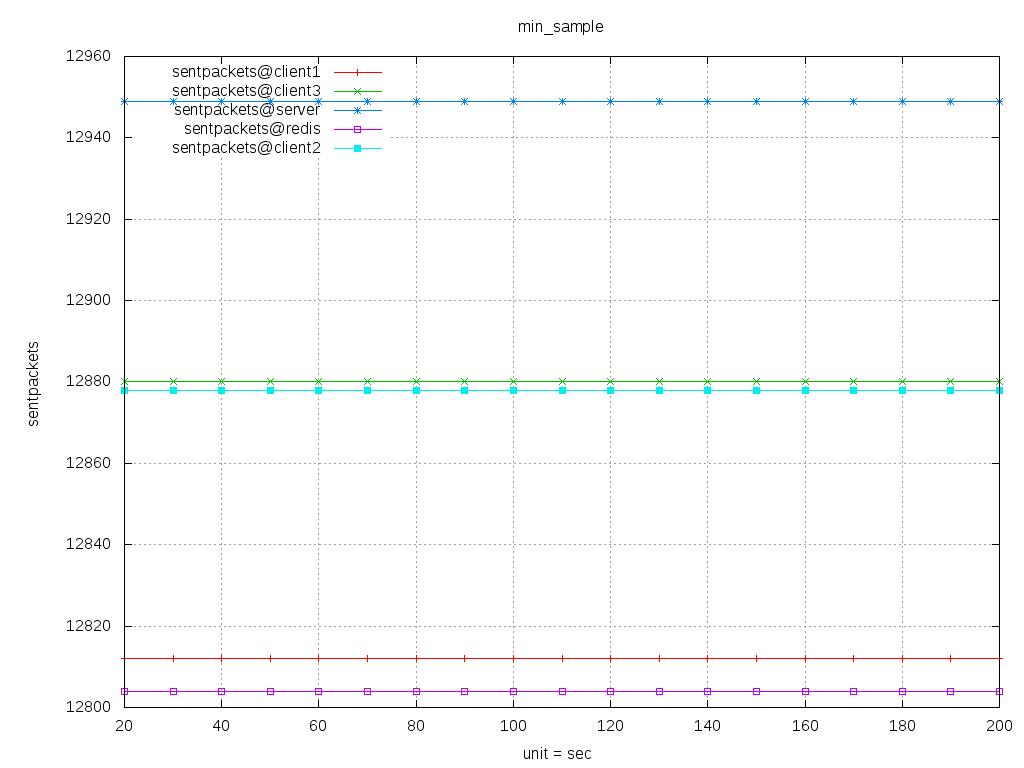 min_sample
12960
12940
12920
12900
12880
12860
12840
12820
12800
sentpackets
sentpackets@client1
sentpackets@client3
sentpackets@server
sentpackets@redis
sentpackets@client2
20 40 60 80 100 120 140 160 180 200
unit = sec